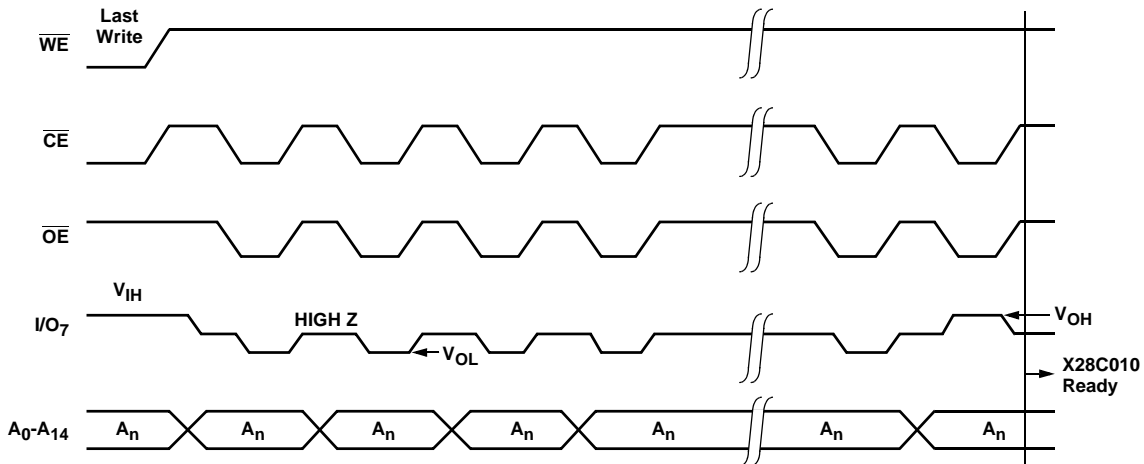 Last
Write
WE
CE
OE
VIH
I/O7
HIGH Z
VOL
VOH
X28C010
Ready
A0-A14
An An An An An An An